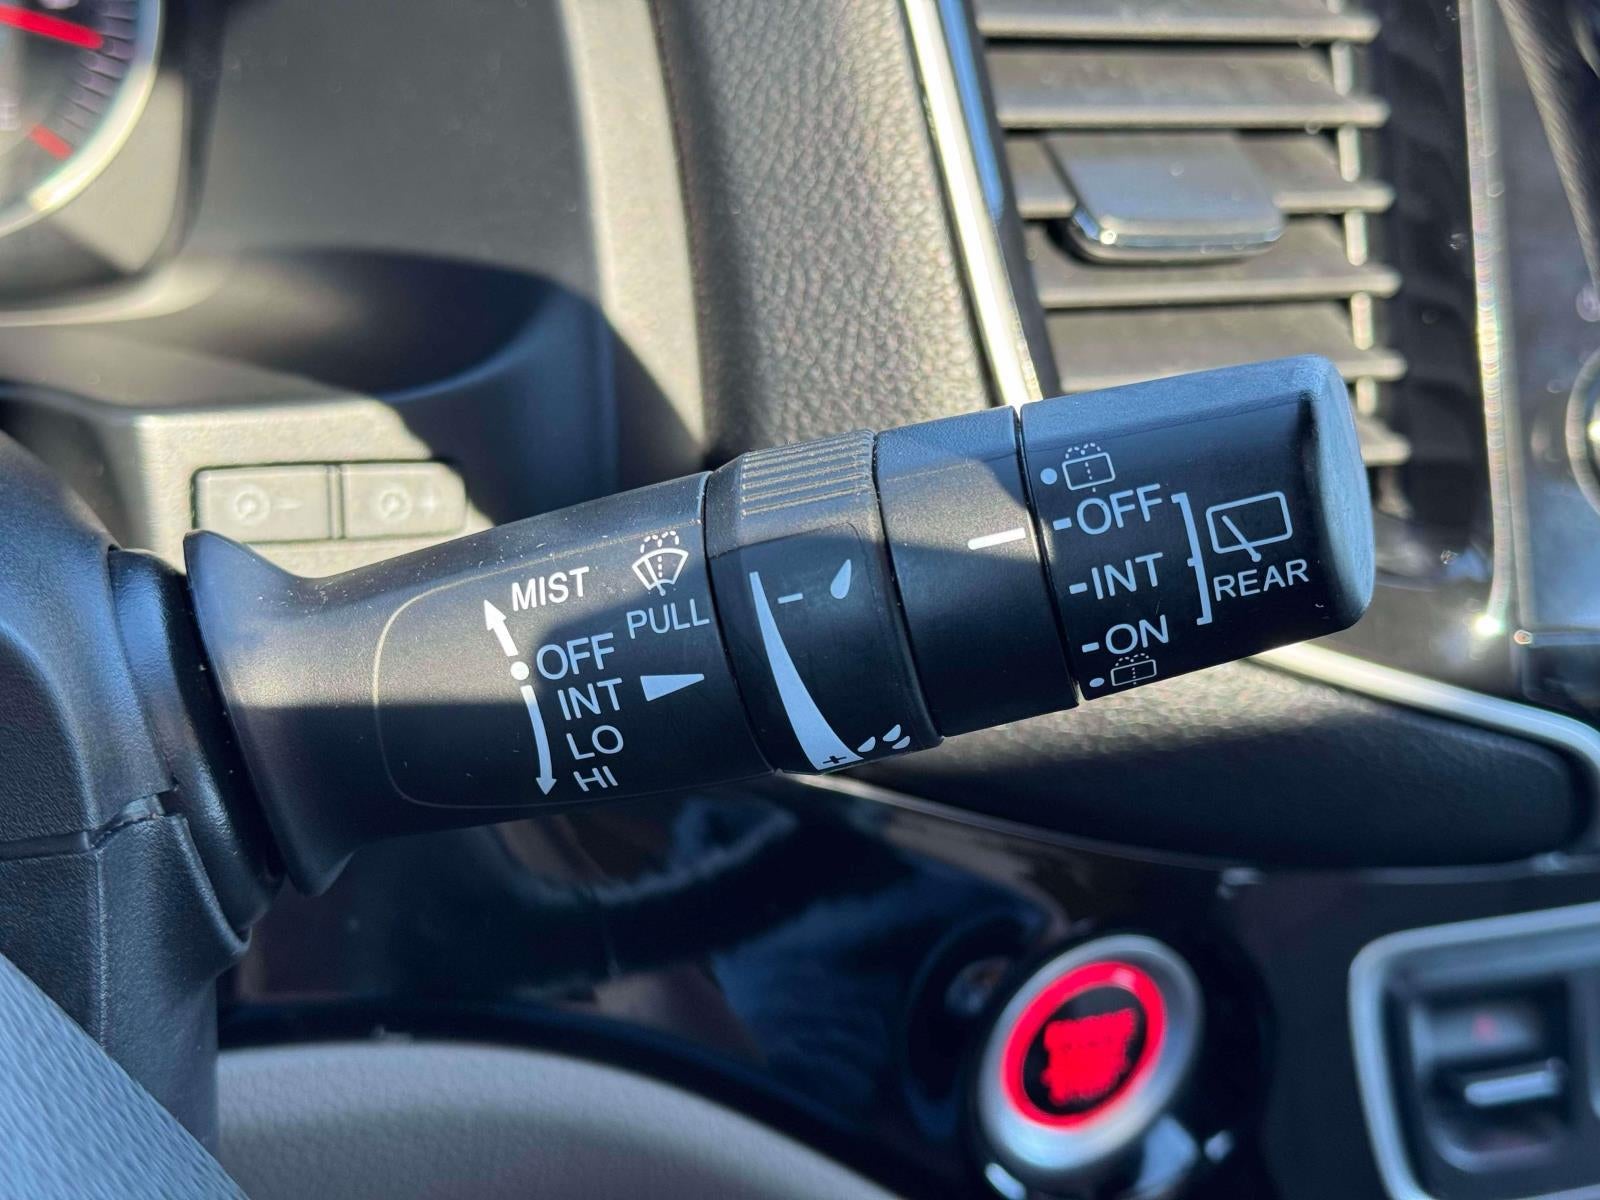 MIST
PULL
OFF
INT
LO
HI
-
+
OFF
INT
ON
REAR